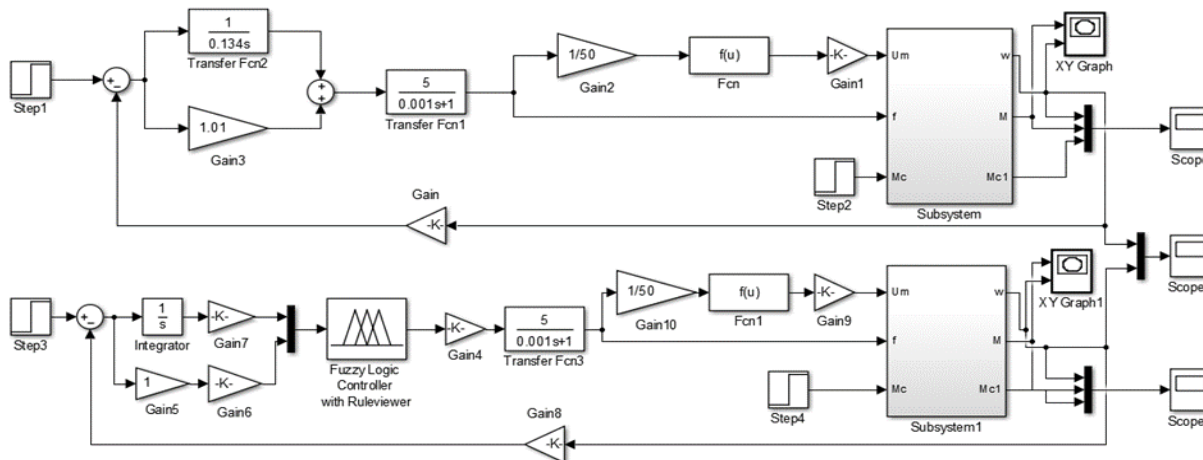 Step1
1
0.134s
Transfer Fcn2
1.01
Gain3
5
0.001s+1
Transfer Fcn1
1/50
Gain2
f(u)
Fcn
-K-
Gain1
Um
f
Mc
w
M
Mc1
Subsystem
Step2
XY Graph
Scope
Gain
-K-
Scope
Step3
1
s
Integrator
-K-
Gain7
1
Gain5
-K-
Gain6
Fuzzy Logic
Controller
with Ruleviewer
-K-
Gain4
5
0.001s+1
Transfer Fcn3
1/50
Gain10
f(u)
Fcn1
-K-
Gain9
Um
f
Mc
w
M
Mc1
Subsystem1
Step4
XY Graph1
Scope
Gain8
-K-